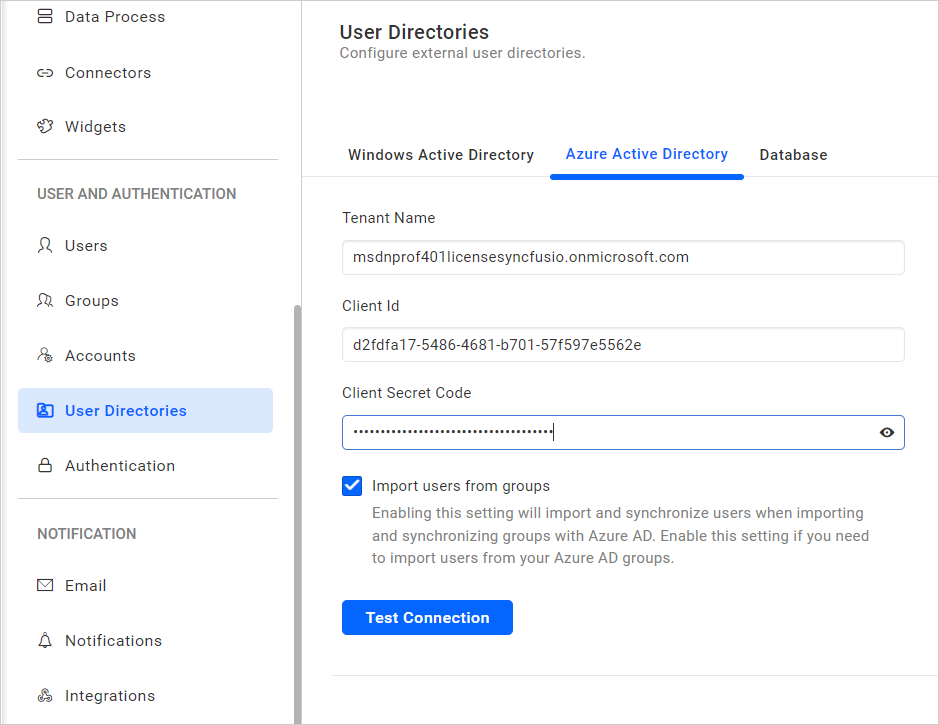 Data Process
Connectors
Widgets
USER AND AUTHENTICATION
Users
Groups
Accounts
User Directories
Authentication
NOTIFICATION
Email
Notifications
Integrations
User Directories
Configure external user directories.
Windows Active Directory
Azure Active Directory
Database
Tenant Name
msdnprof401licensesyncfusio.onmicrosoft.com
Client Id
d2fdfa17-5486-4681-b701-57f597e5562e
Client Secret Code
Import users from groups
Enabling this setting will import and synchronize users when importing
and synchronizing groups with Azure AD. Enable this setting if you need
to import users from your Azure AD groups.
Test Connection